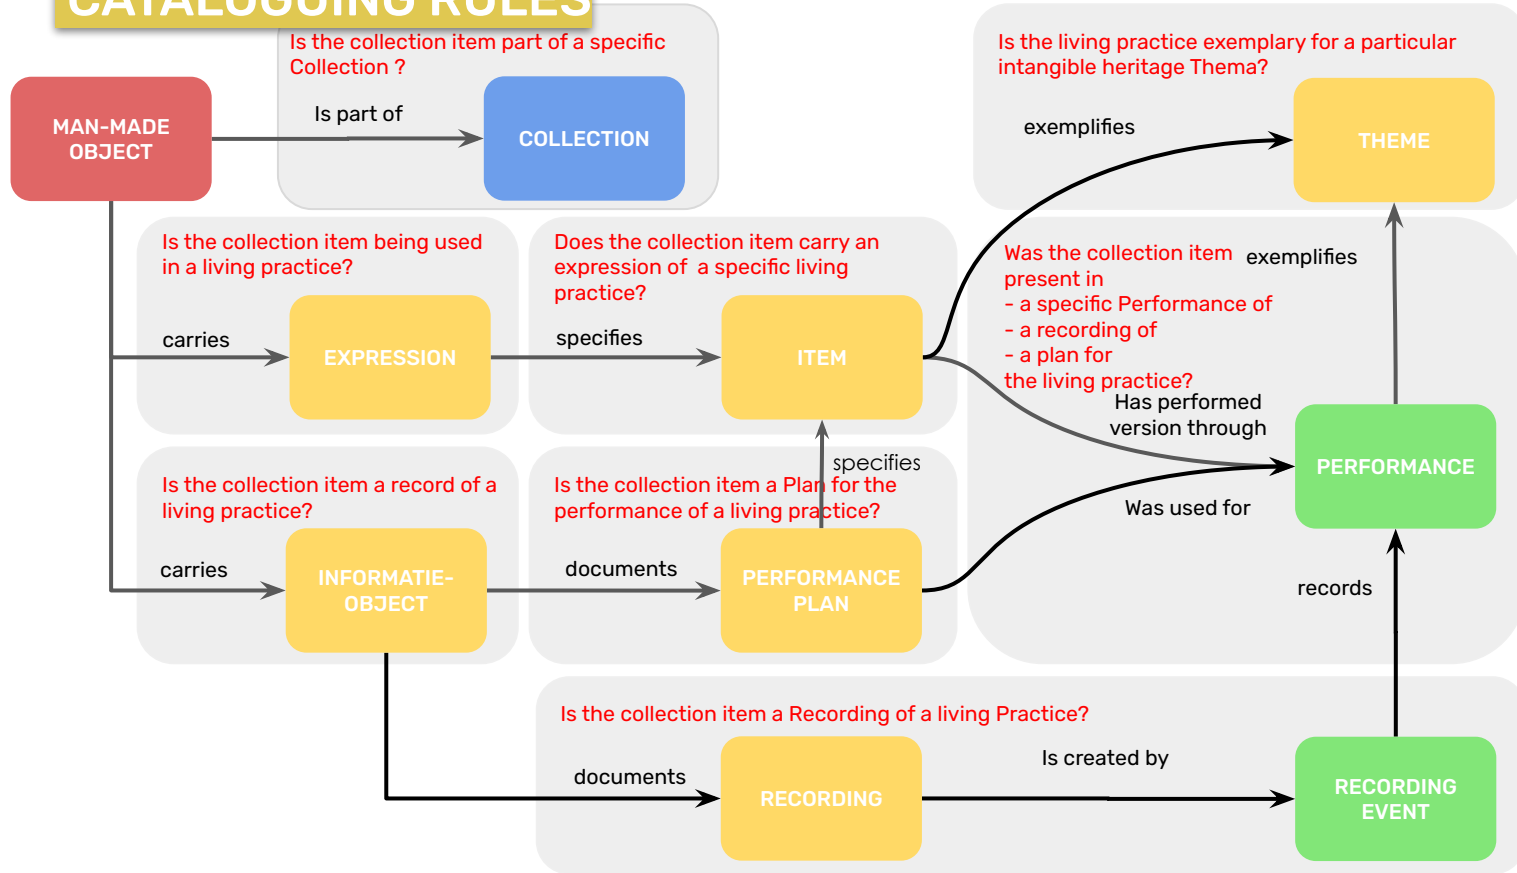 CATALOGUING RULES
Is the collection item part of a specific
Collection ?
Is the living practice exemplary for a particular
intangible heritage Thema?
MAN-MADE
OBJECT
Is part of
COLLECTION
exemplifies
THEME
Is the collection item being used
in a living practice?
Does the collection item carry an
expression of  a specific living
practice?
Was the collection item
present in
- a specific Performance of
- a recording of
- a plan for
the living practice?
exemplifies
carries
EXPRESSION
specifies
ITEM
Has performed
version through
PERFORMANCE
specifies
Is the collection item a record of a
living practice?
Is the collection item a Plan for the
performance of a living practice?
Was used for
carries
INFORMATIE-
OBJECT
documents
PERFORMANCE
PLAN
records
Is the collection item a Recording of a living Practice?
documents
RECORDING
Is created by
RECORDING
EVENT